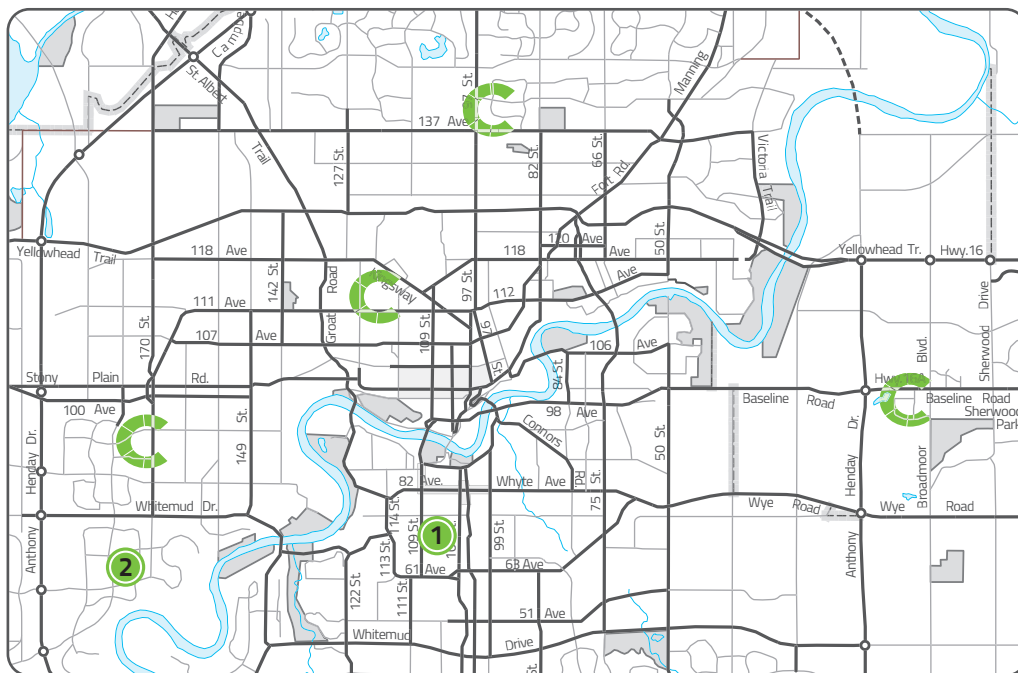 St. Albert
Trail
Manning
137 Ave
127 St.
82 St.
66 St.
Fort Rd.
Victoria Trail
Yellowhead Trail
118 Ave
118 Ave
120 Ave
50 St.
Yellowhead Tr. Hwy.16
142 St.
Groat Road
Kingsway
97 St.
112 Ave
111 Ave
107 Ave
109 St.
97 St.
106 Ave
84 St.
170 St.
Stony Plain Rd.
100 Ave
149 St.
98 Ave
Connors Rd.
50 St.
Baseline Road
Hwy.16A
Baseline Road
Broadmoor Blvd.
Sherwood Drive
Sherwood Park
82 Ave. Whyte Ave
75 St.
Anthony Henday Dr.
Whitemud Dr.
114 St.
109 St.
1
99 St.
Wye Road
Wye Road
Anthony Henday Dr.
2
113 St.
61 Ave
63 Ave
122 St.
111 St.
51 Ave
Whitemud Drive